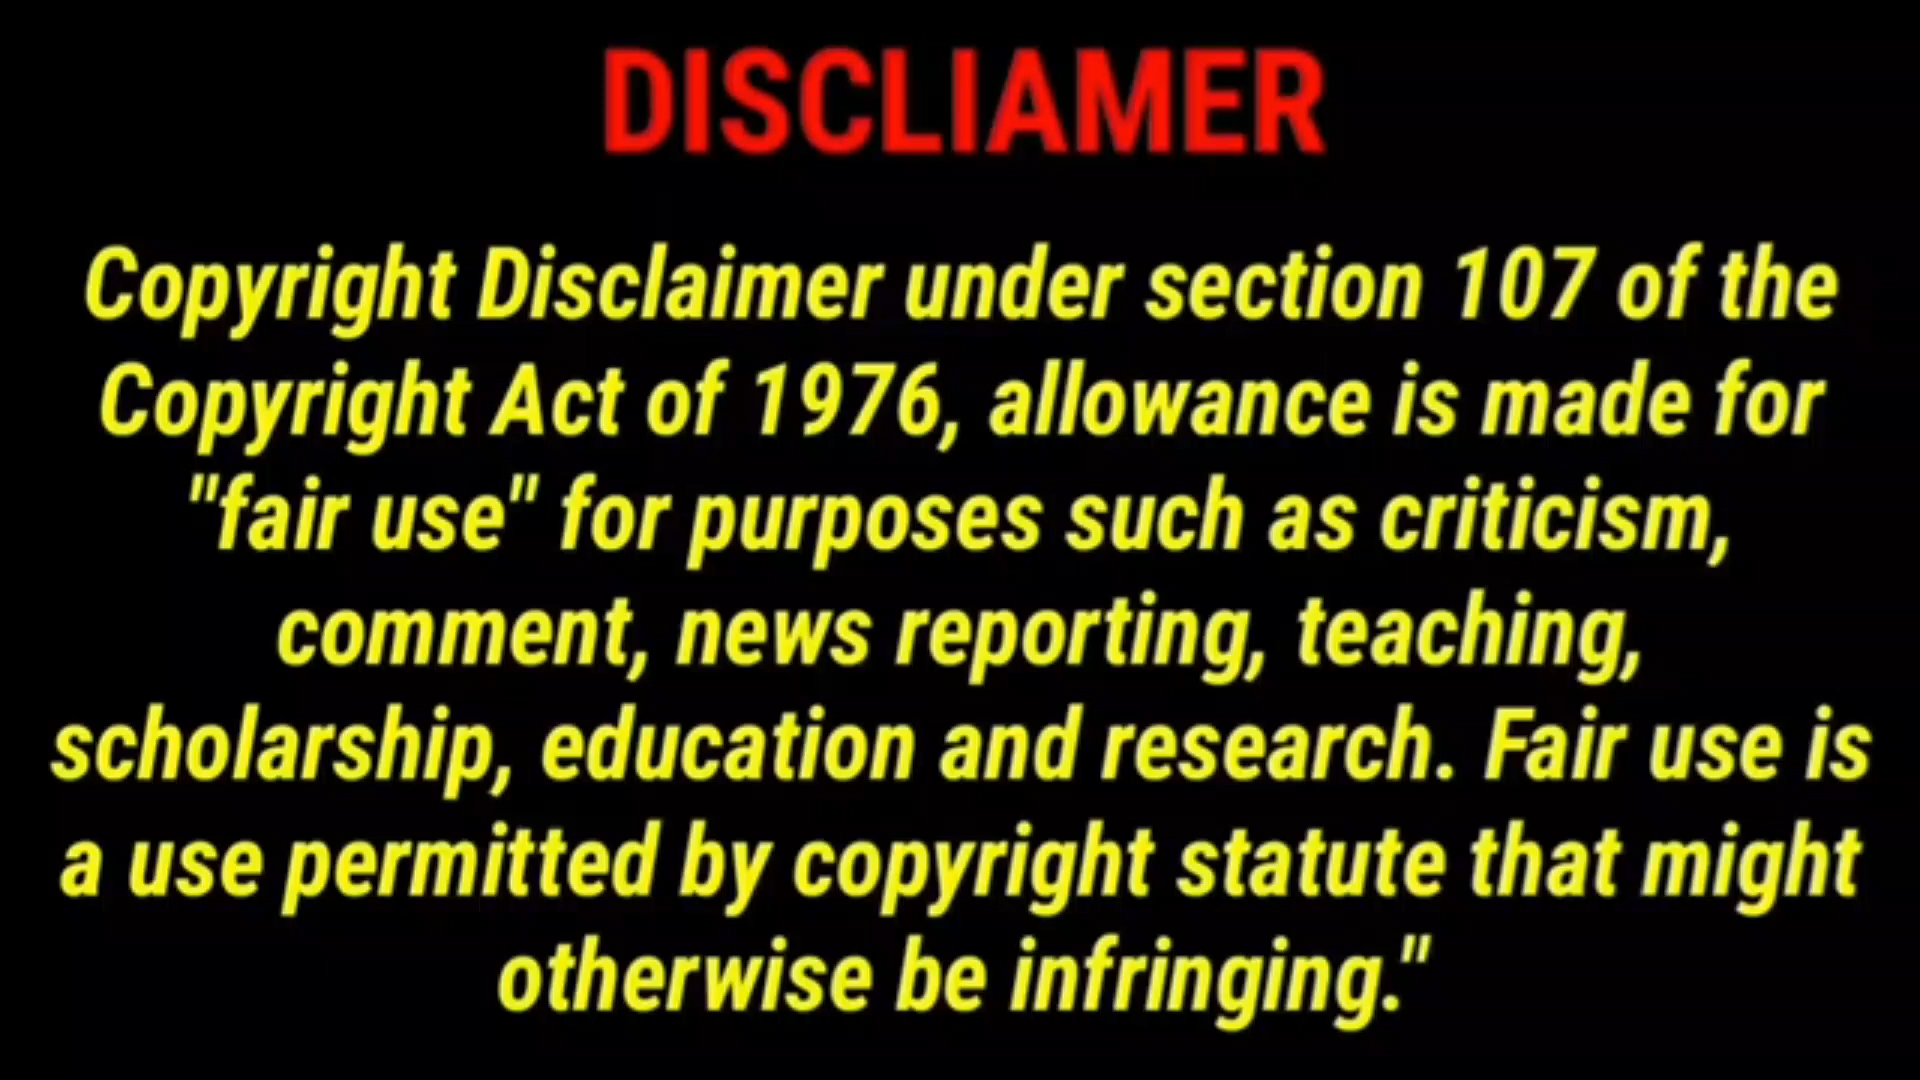 DISCLIAMER
Copyright Disclaimer under section 107 of the
Copyright Act of 1976, allowance is made for
"fair use" for purposes such as criticism,
comment, news reporting, teaching,
scholarship, education and research. Fair use is
a use permitted by copyright statute that might
otherwise be infringing."